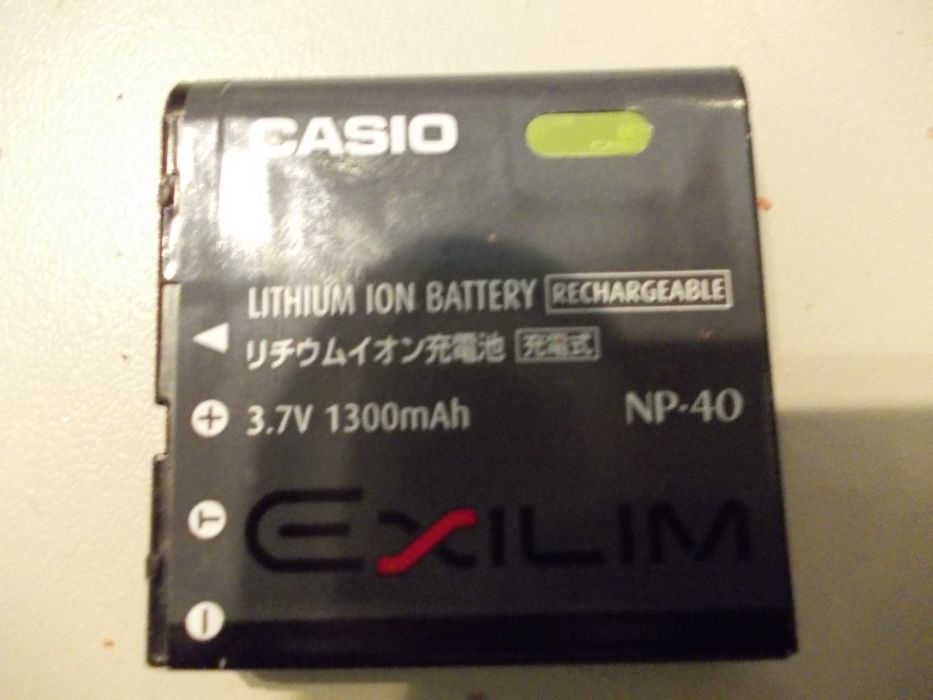 CASIO
LITHIUM ION BATTERY RECHARGEABLE
リチウムイオン充電池 充電式
+ 3.7V 1300mAh NP-40
T
EXILIM
−